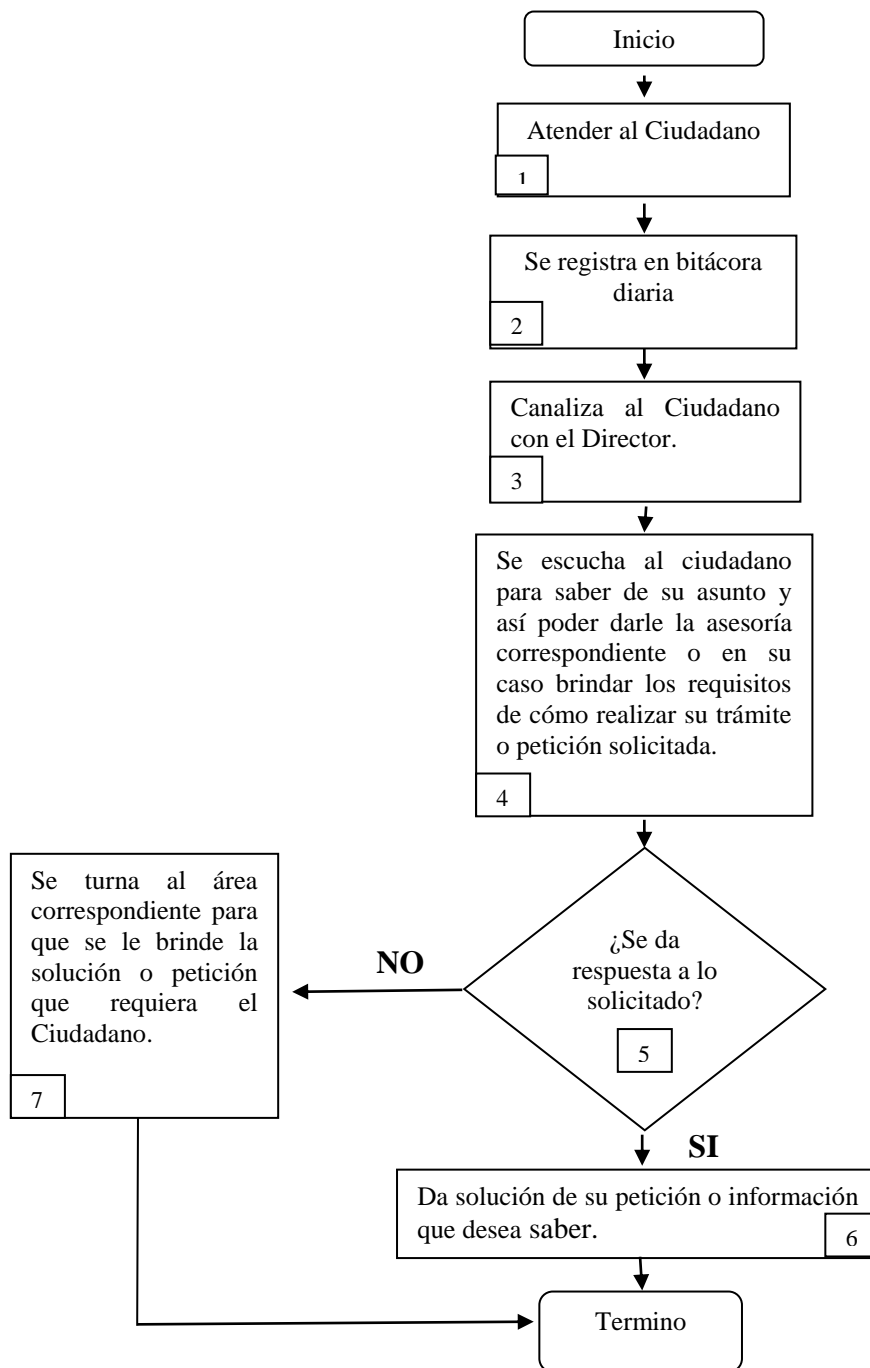 Inicio
Atender al Ciudadano
1
Se registra en bitácora
diaria
2
Canaliza al Ciudadano
con el Director.
3
Se escucha al ciudadano
para saber de su asunto y
así poder darle la asesoría
correspondiente o en su
caso brindar los requisitos
de cómo realizar su trámite
o petición solicitada.
4
¿Se da
respuesta a lo
solicitado?
5
NO
Se turna al área
correspondiente para
que se le brinde la
solución o petición
que requiera el
Ciudadano.
7
SI
Da solución de su petición o información
que desea saber.
6
Termino